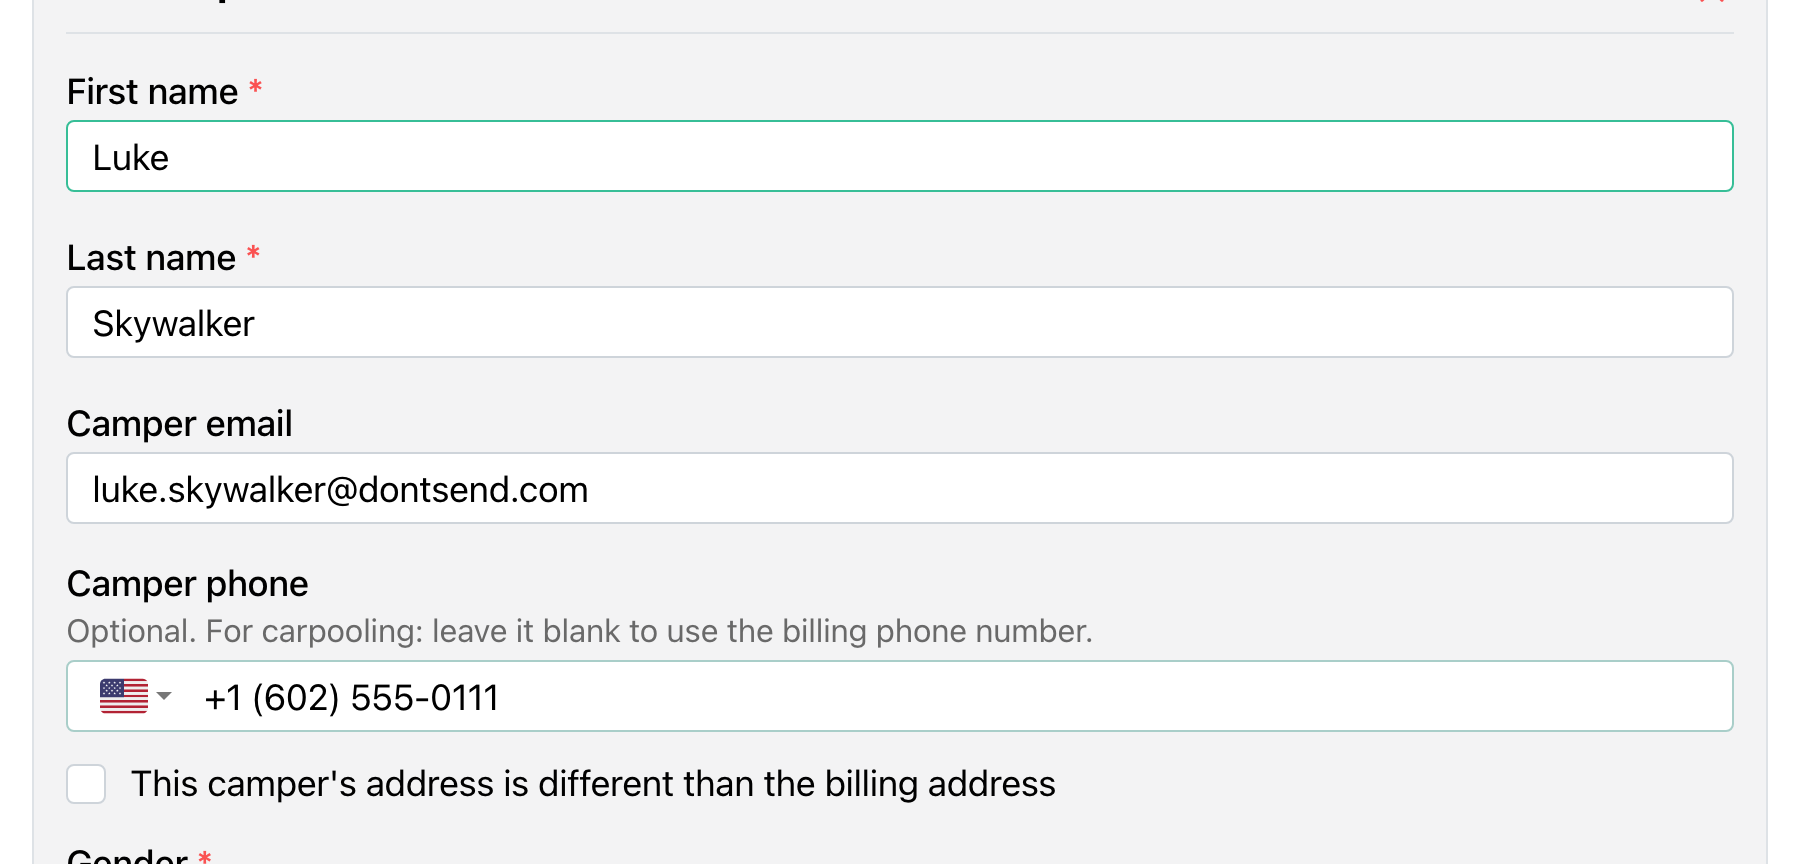 First name *
Luke
Last name *
Skywalker
Camper email
luke.skywalker@dontsend.com
Camper phone
Optional. For carpooling: leave it blank to use the billing phone number.
+1 (602) 555-0111
This camper's address is different than the billing address
Gender *